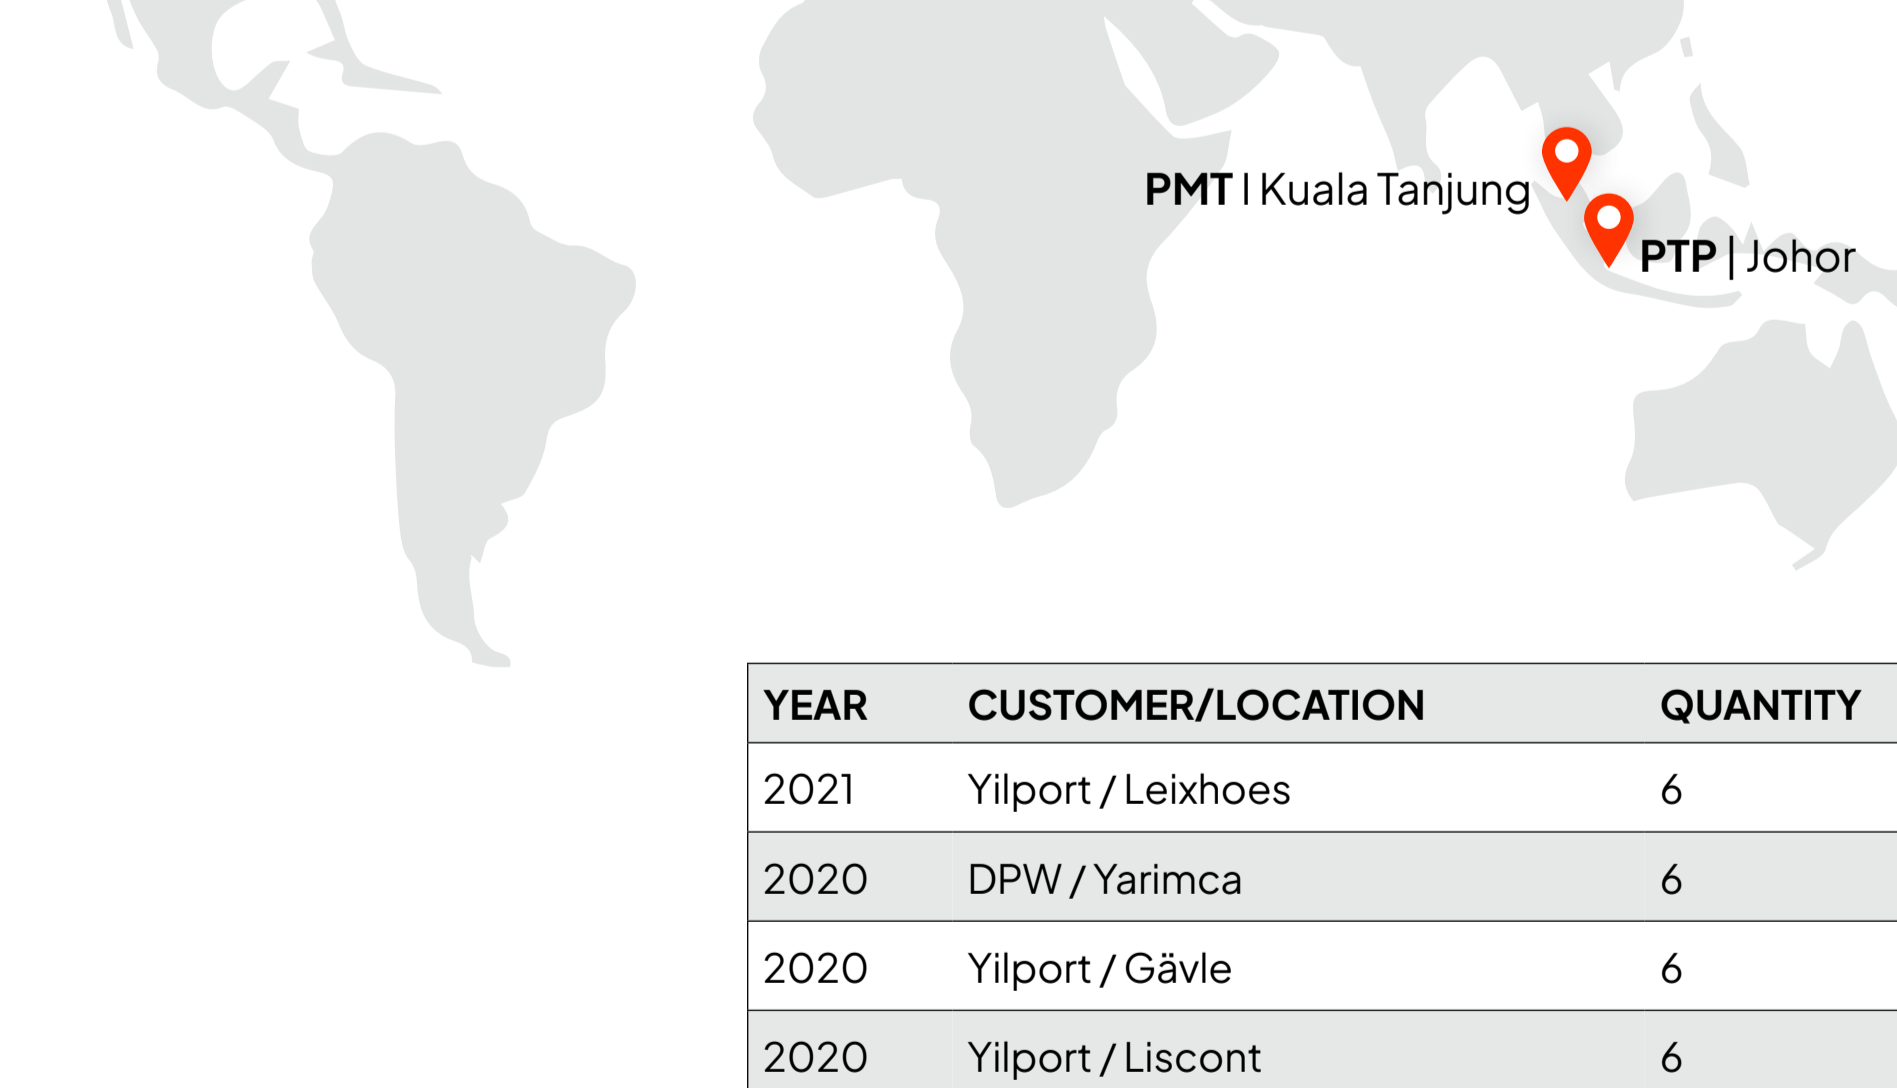 PMT | Kuala Tanjung
PTP | Johor
YEAR CUSTOMER/LOCATION QUANTITY
2021 Yilport / Leixhoes 6
2020 DPW / Yarimca 6
2020 Yilport / Gävle 6
2020 Yilport / Liscont 6